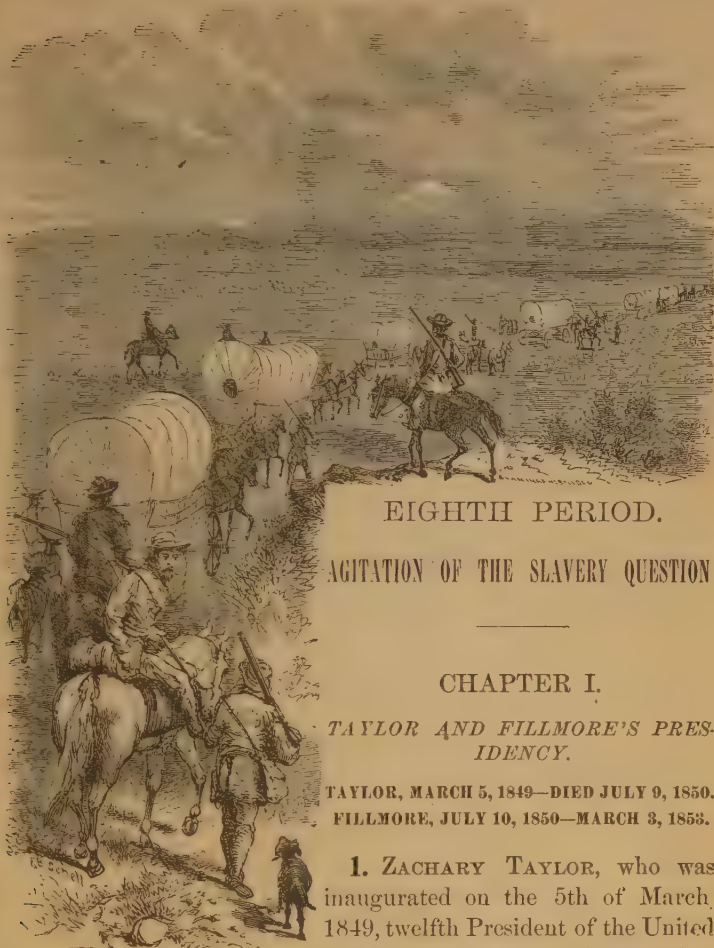 EIGHTH PERIOD.
AGITATION OF THE SLAVERY QUESTION
CHAPTER I.
TAYLOR AND FILLMORE'S PRES-
IDENCY.
TAYLOR, MARCH 5, 1849—DIED JULY 9, 1850.
FILLMORE, JULY 10, 1850—MARCH 3, 1853.
1. ZACHARY TAYLOR, who was
inaugurated on the 5th of March,
1849, twelfth President of the United